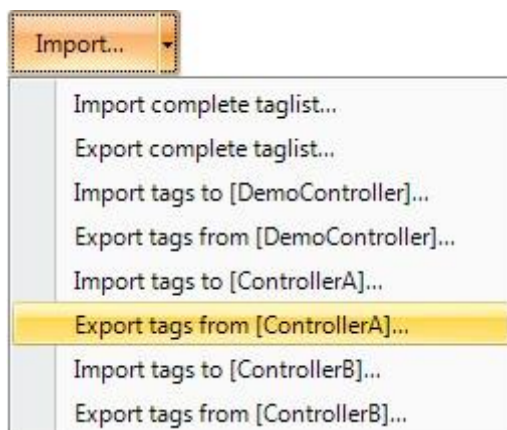 Import...
Import complete taglist...
Export complete taglist...
Import tags to [DemoController]...
Export tags from [DemoController]...
Import tags to [ControllerA]...
Export tags from [ControllerA]...
Import tags to [ControllerB]...
Export tags from [ControllerB]...